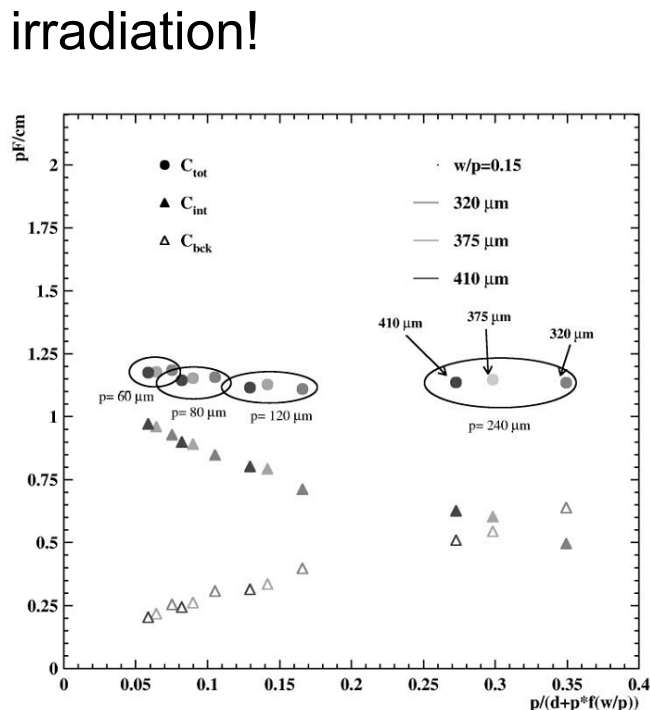 irradiation!
pF/cm
2
1.75
1.5
1.25
1
0.75
0.5
0.25
0
C_tot
C_int
C_bck
w/p=0.15
320 μm
375 μm
410 μm
410 μm
375 μm
320 μm
p= 60 μm
p= 80 μm
p= 120 μm
p= 240 μm
0 0.05 0.1 0.15 0.2 0.25 0.3 0.35 0.4
p/(d+p*f(w/p))